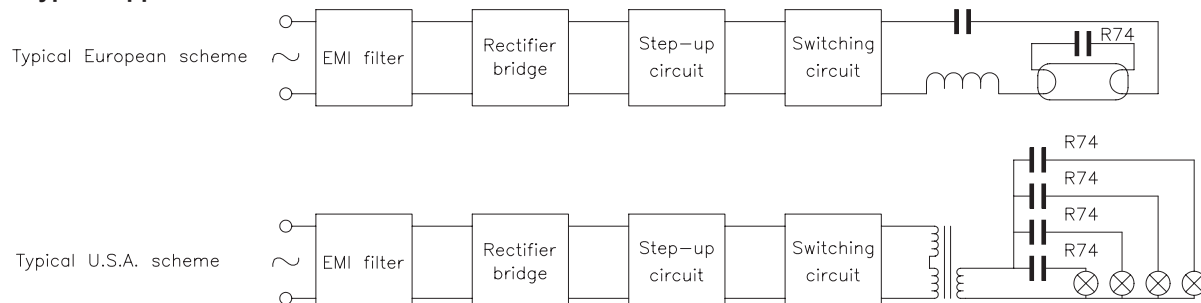 Typical European scheme
EMI filter
Rectifier
bridge
Step-up
circuit
Switching
circuit
R74
Typical U.S.A. scheme
EMI filter
Rectifier
bridge
Step-up
circuit
Switching
circuit
R74
R74
R74
R74